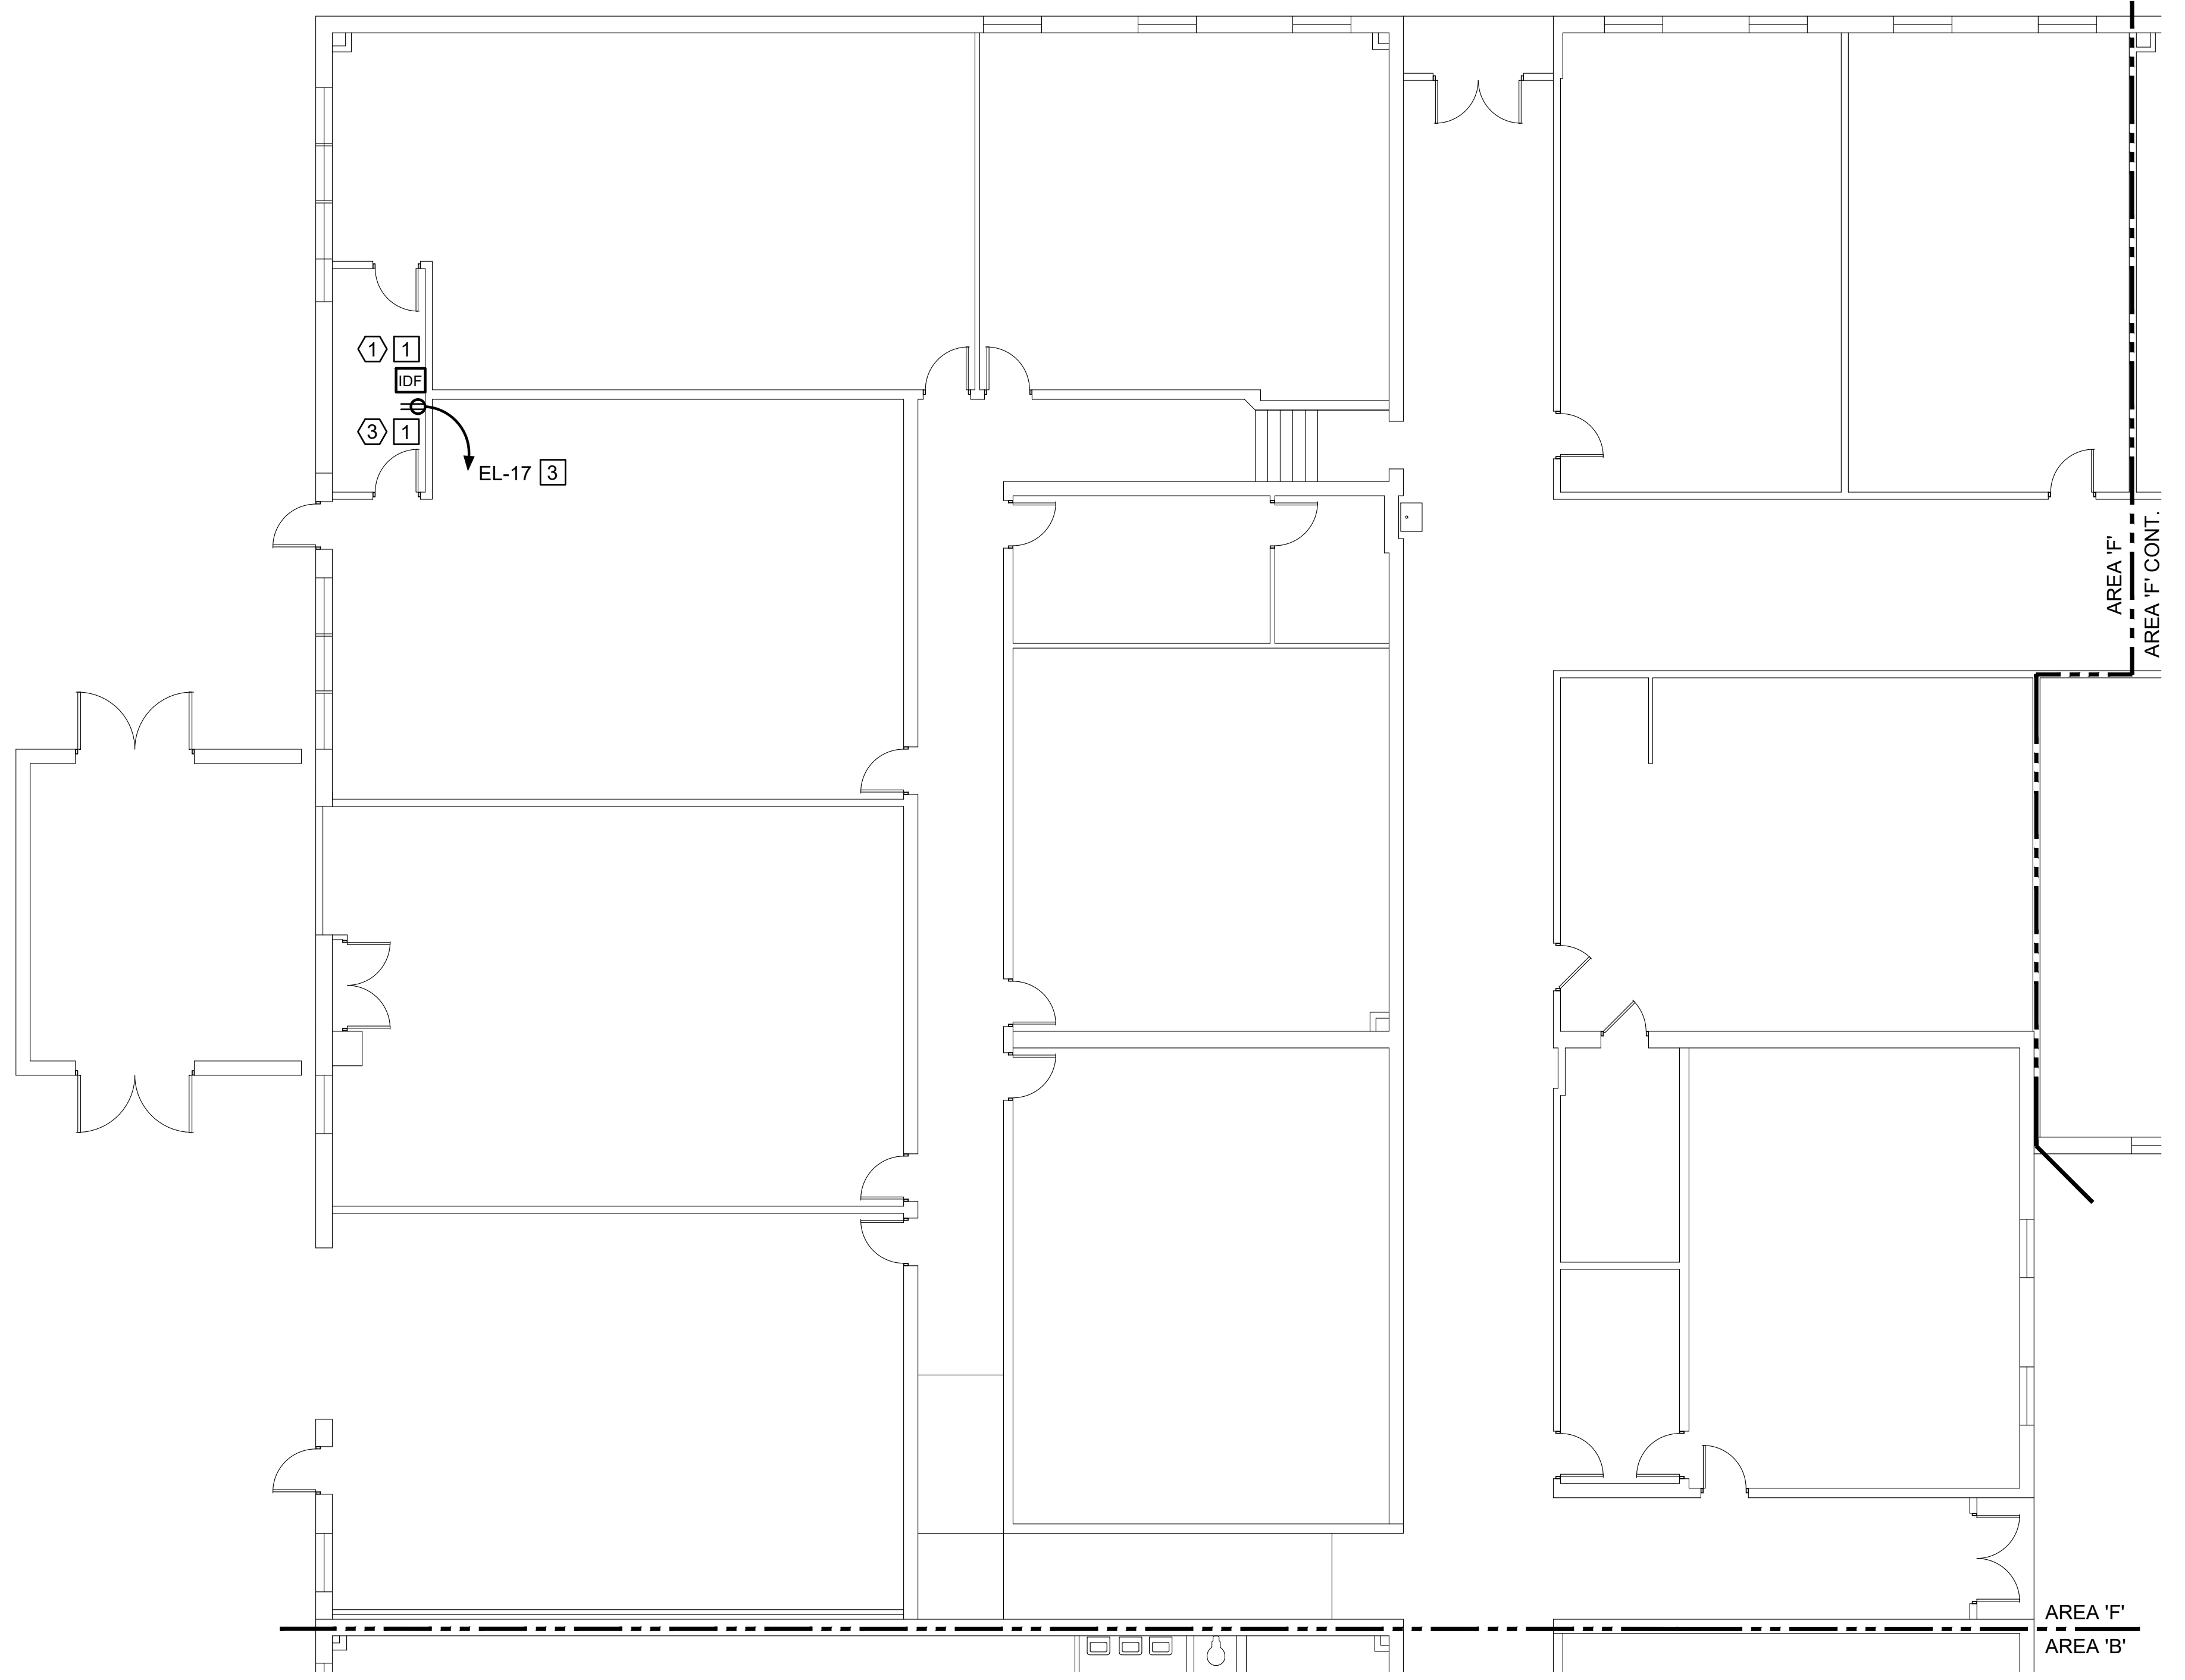 1 1
IDF
3 1
EL-17 3
AREA 'F'
AREA 'F' CONT.
AREA 'F'
AREA 'B'